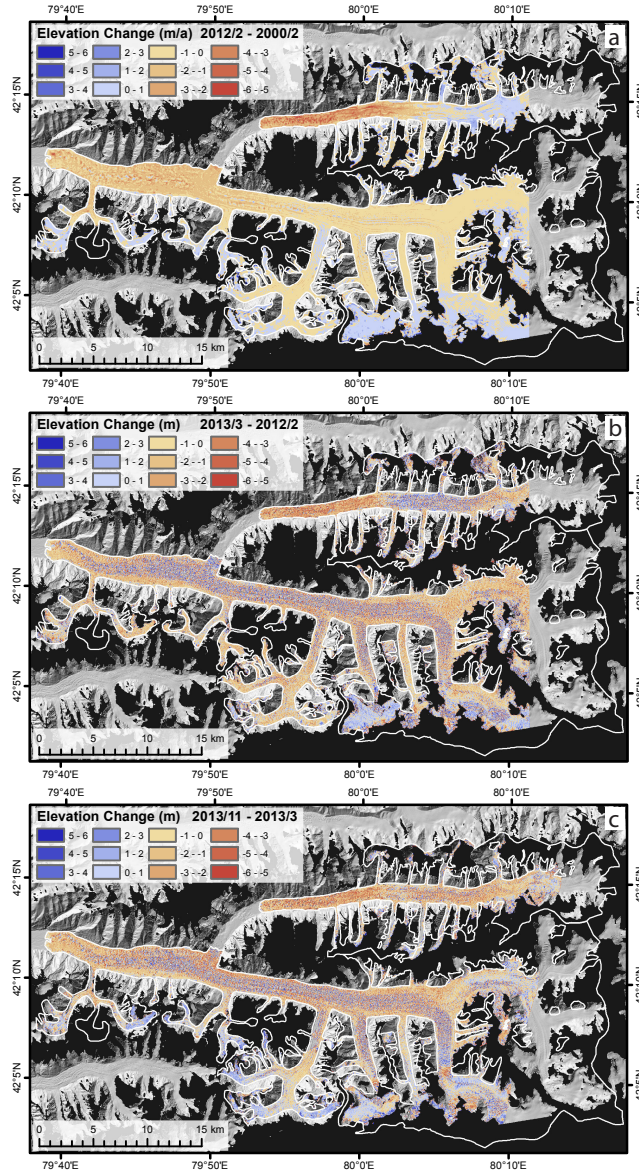 79°40'E 79°50'E 80°0'E 80°10'E
Elevation Change (m/a) 2012/2 - 2000/2
a
5 - 6 2 - 3 -1 - 0 -4 - -3
4 - 5 1 - 2 -2 - -1 -5 - -4
3 - 4 0 - 1 -3 - -2 -6 - -5
42°15'N
42°10'N
42°5'N
0 5 10 15 km
79°40'E 79°50'E 80°0'E 80°10'E
Elevation Change (m) 2013/3 - 2012/2
b
5 - 6 2 - 3 -1 - 0 -4 - -3
4 - 5 1 - 2 -2 - -1 -5 - -4
3 - 4 0 - 1 -3 - -2 -6 - -5
42°15'N
42°10'N
42°5'N
0 5 10 15 km
79°40'E 79°50'E 80°0'E 80°10'E
Elevation Change (m) 2013/11 - 2013/3
c
5 - 6 2 - 3 -1 - 0 -4 - -3
4 - 5 1 - 2 -2 - -1 -5 - -4
3 - 4 0 - 1 -3 - -2 -6 - -5
42°15'N
42°10'N
42°5'N
0 5 10 15 km
79°40'E 79°50'E 80°0'E 80°10'E